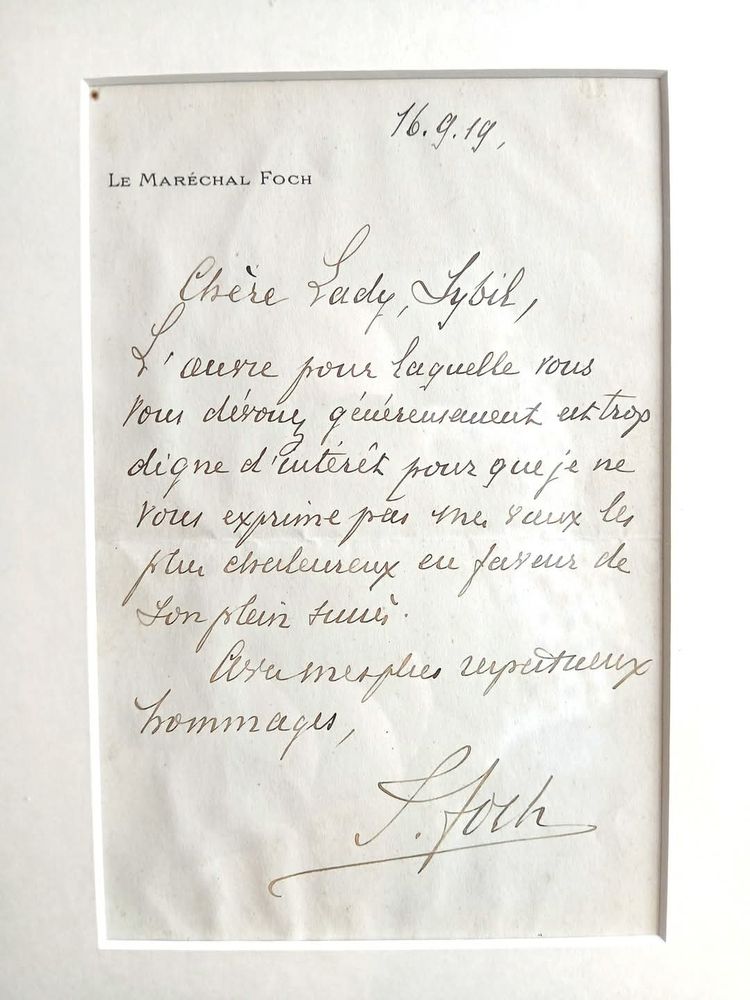 16.9.19,
LE MARÉCHAL FOCH
Chère Lady, Sybil,
L'œuvre pour laquelle vous
vous dévouez généreusement est trop
digne d'intérêt pour que je ne
vous exprime pas mes vœux les
plus chaleureux en faveur de
son plein succès.
Avec mes plus respectueux
hommages,
F. Foch